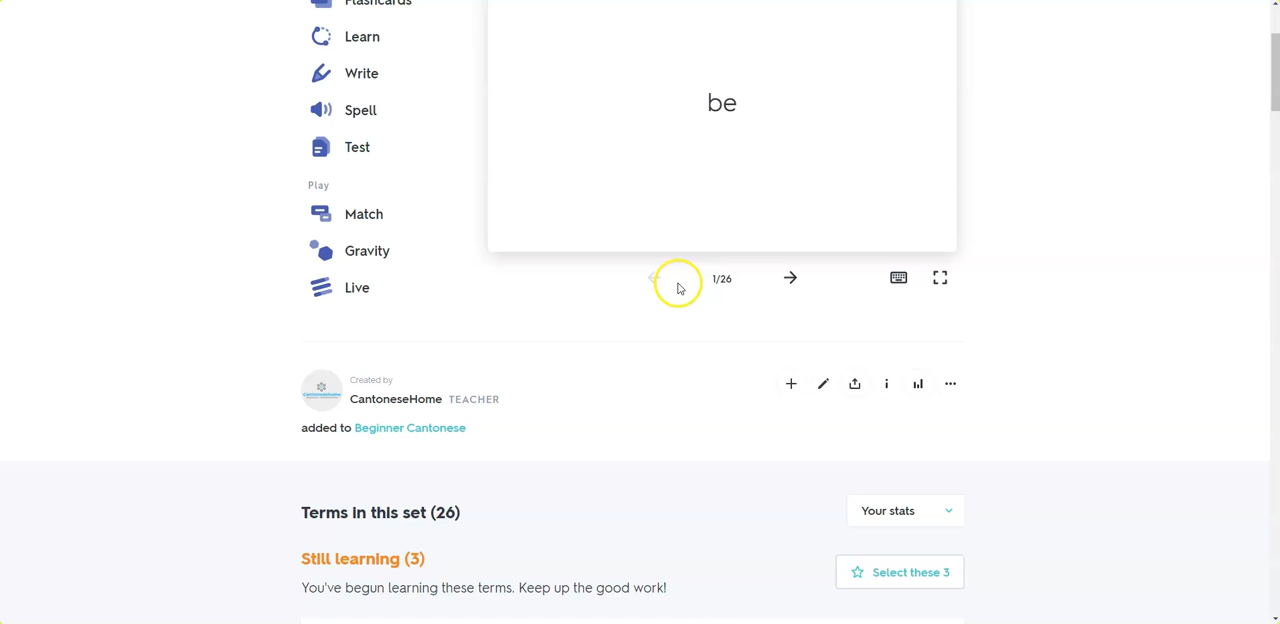 Flashcards
Learn
Write
Spell
Test
Play
Match
Gravity
Live
be
1/26
Created by
CantoneseHome TEACHER
added to Beginner Cantonese
Terms in this set (26)
Your stats
Still learning (3)
You've begun learning these terms. Keep up the good work!
Select these 3